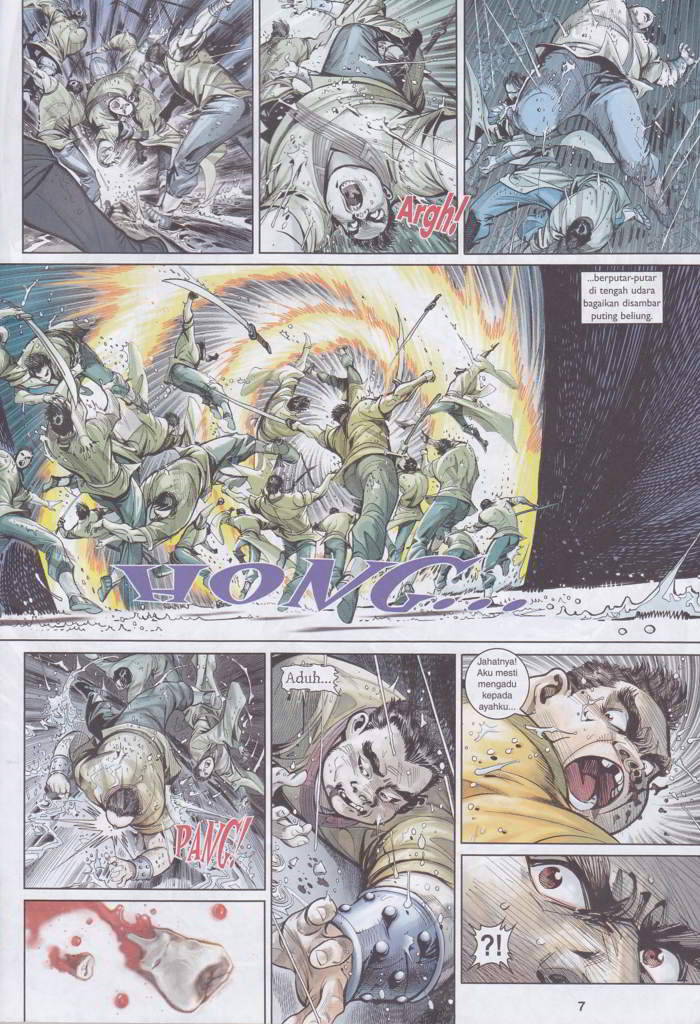 Argh!
...berputar-putar
di tengah udara
bagaikan disambar
puting beliung.
HONG...
PANG!
Aduh...
Jahatnya!
Aku mesti
mengadu
kepada
ayahku...
?!
7